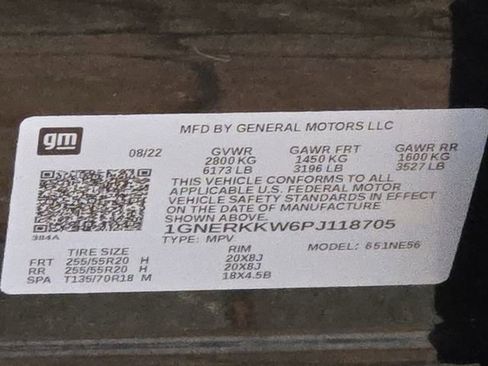 gm
MFD BY GENERAL MOTORS LLC
08/22 GVWR GAWR FRT GAWR RR
2800 KG 1450 KG 1600 KG
6173 LB 3196 LB 3527 LB
THIS VEHICLE CONFORMS TO ALL
APPLICABLE U.S. FEDERAL MOTOR
VEHICLE SAFETY STANDARDS IN EFFECT
ON THE DATE OF MANUFACTURE
SHOWN ABOVE.
384A
1GNERKKW6PJ118705
TYPE: MPV MODEL: 651NE56
TIRE SIZE RIM
FRT 255/55R20 H 20X8J
RR 255/55R20 H 20X8J
SPA T135/70R18 M 18X4.5B